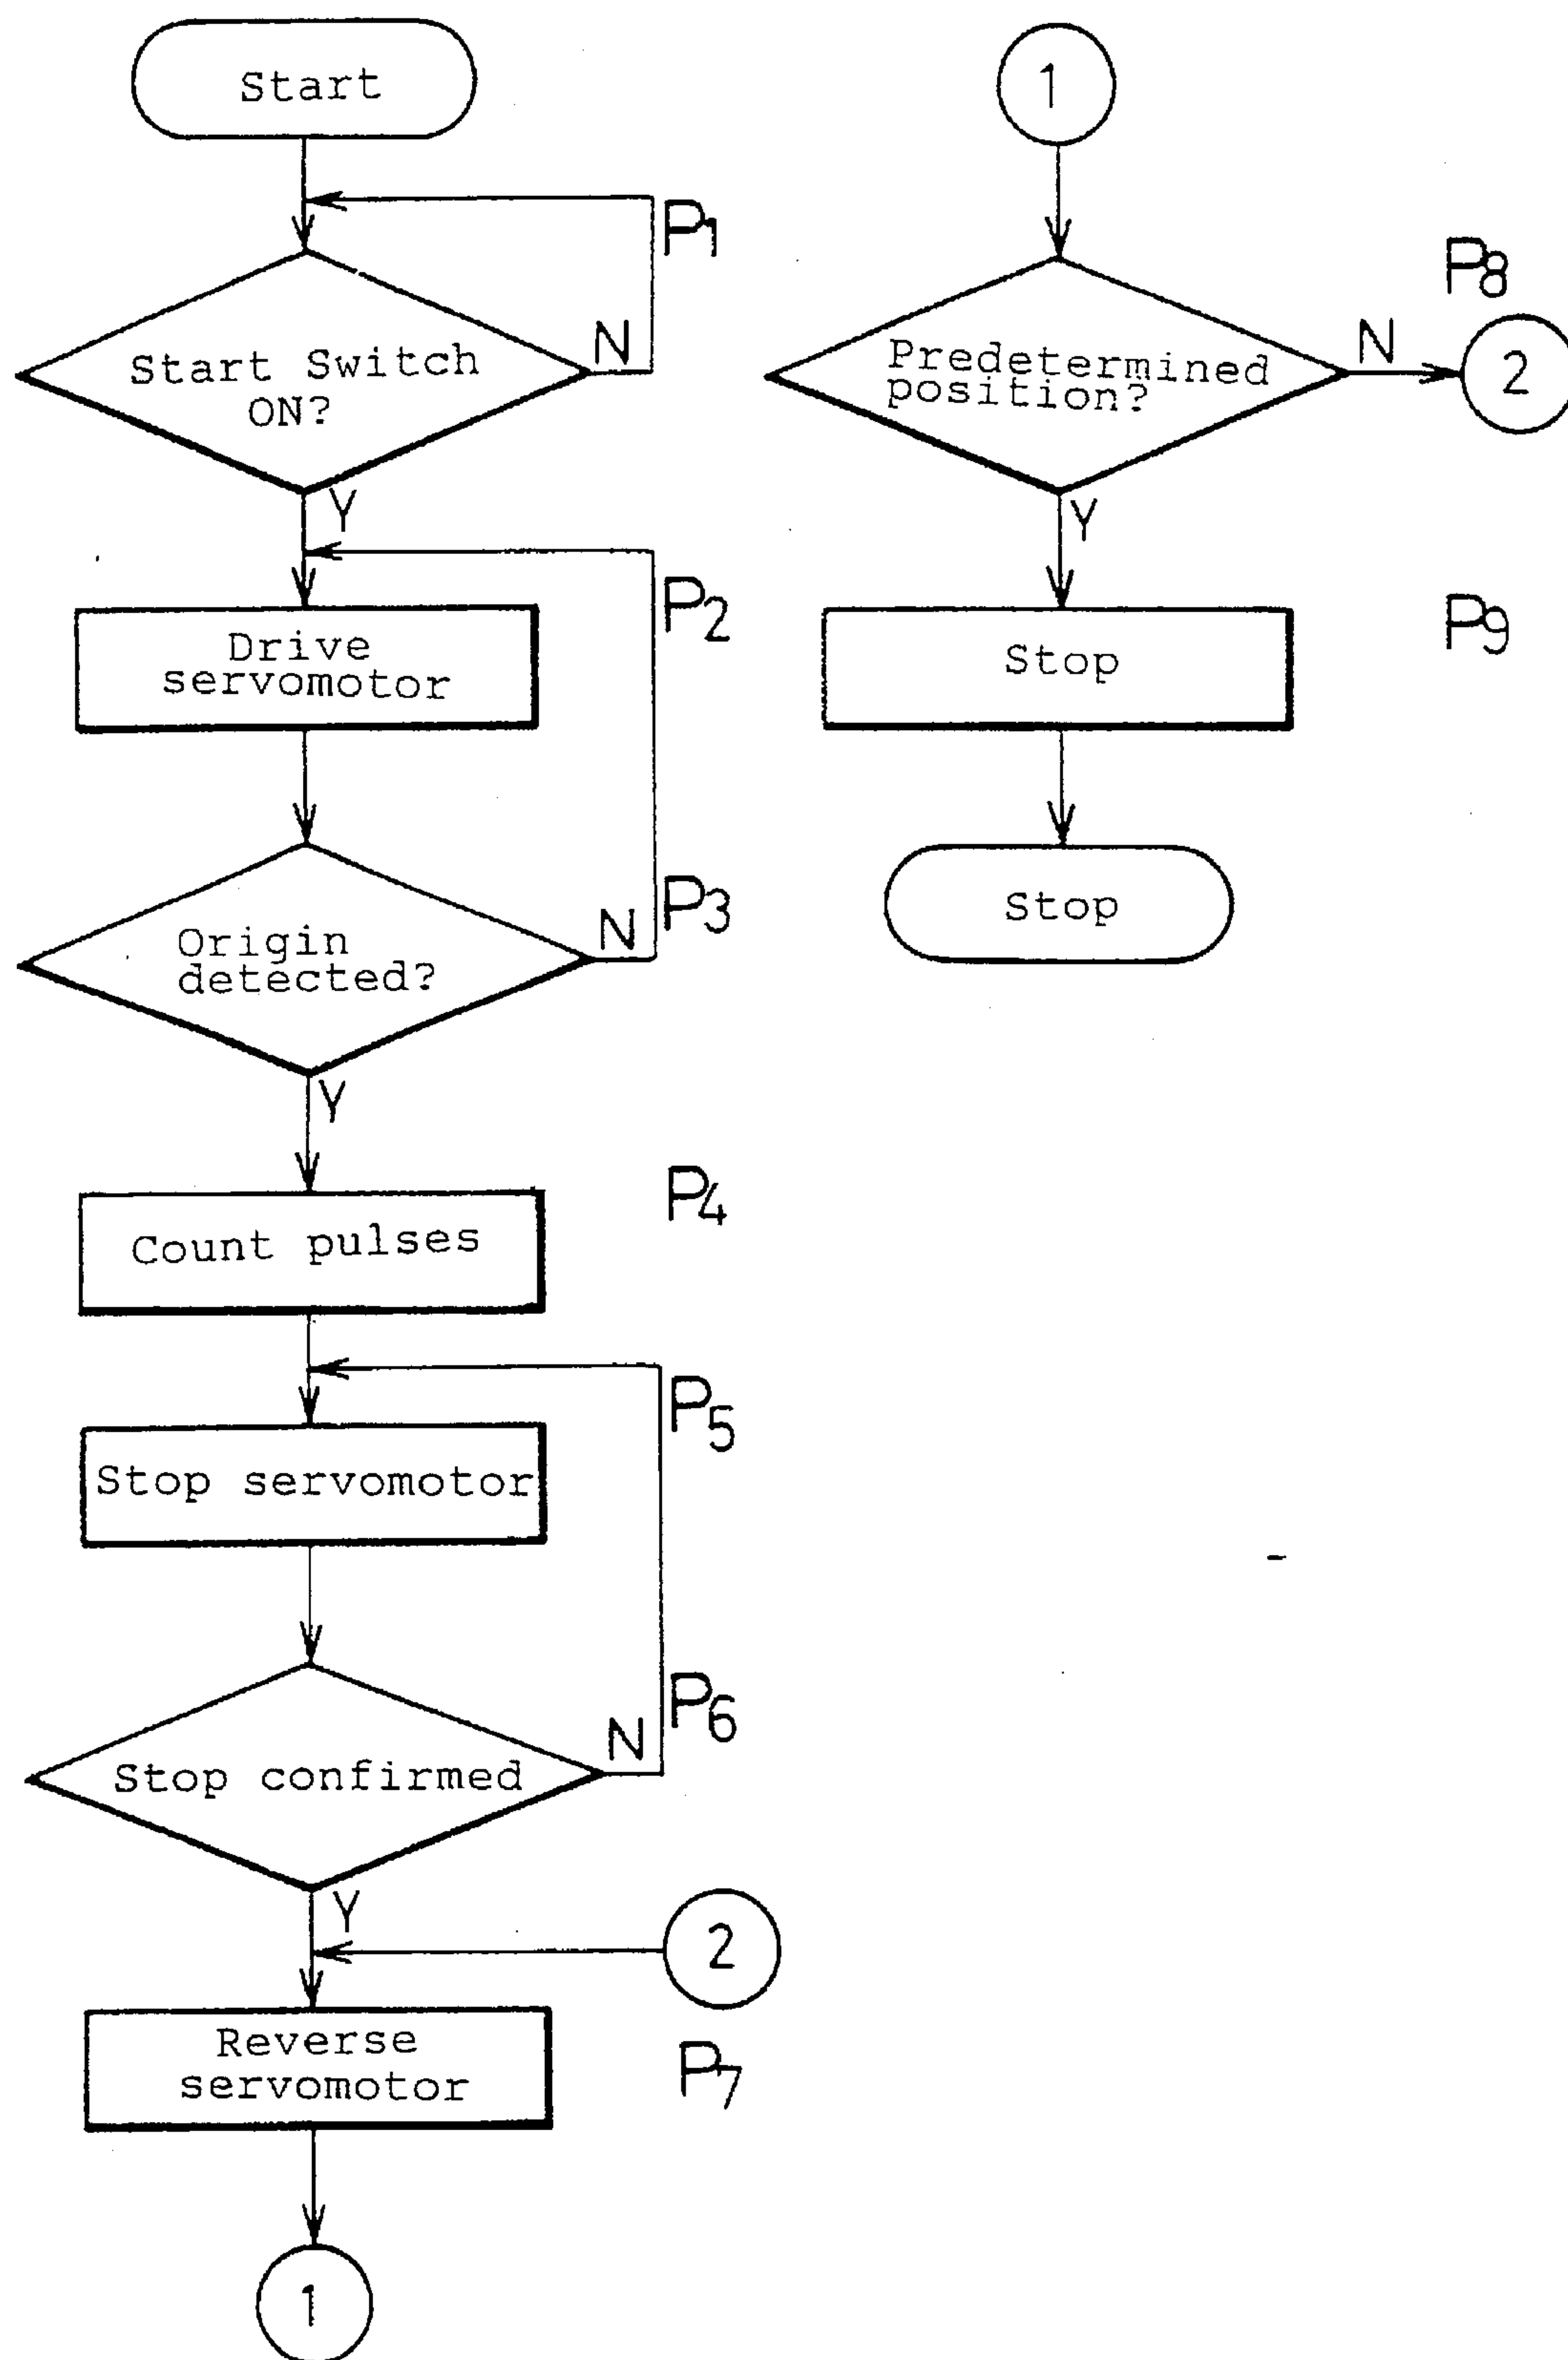 Start
P1
Start Switch
ON?
N
Y
P2
Drive
servomotor
P3
Origin
detected?
N
Y
P4
Count pulses
P5
Stop servomotor
P6
Stop confirmed
N
Y
2
P7
Reverse
servomotor
1
1
P8
Predetermined
position?
N
2
Y
P9
Stop
Stop